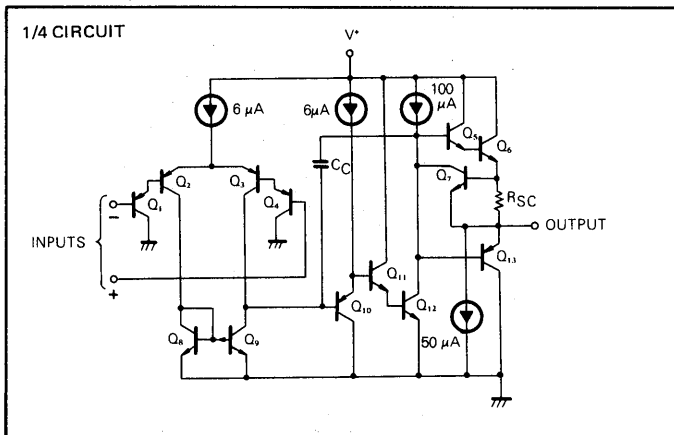 1/4 CIRCUIT
V+
6 μA
6μA
100 μA
Q5
Q6
CC
Q7
RSC
Q2
Q3
Q1
Q4
−
INPUTS
+
OUTPUT
Q13
Q11
Q10
Q12
Q8
Q9
50 μA